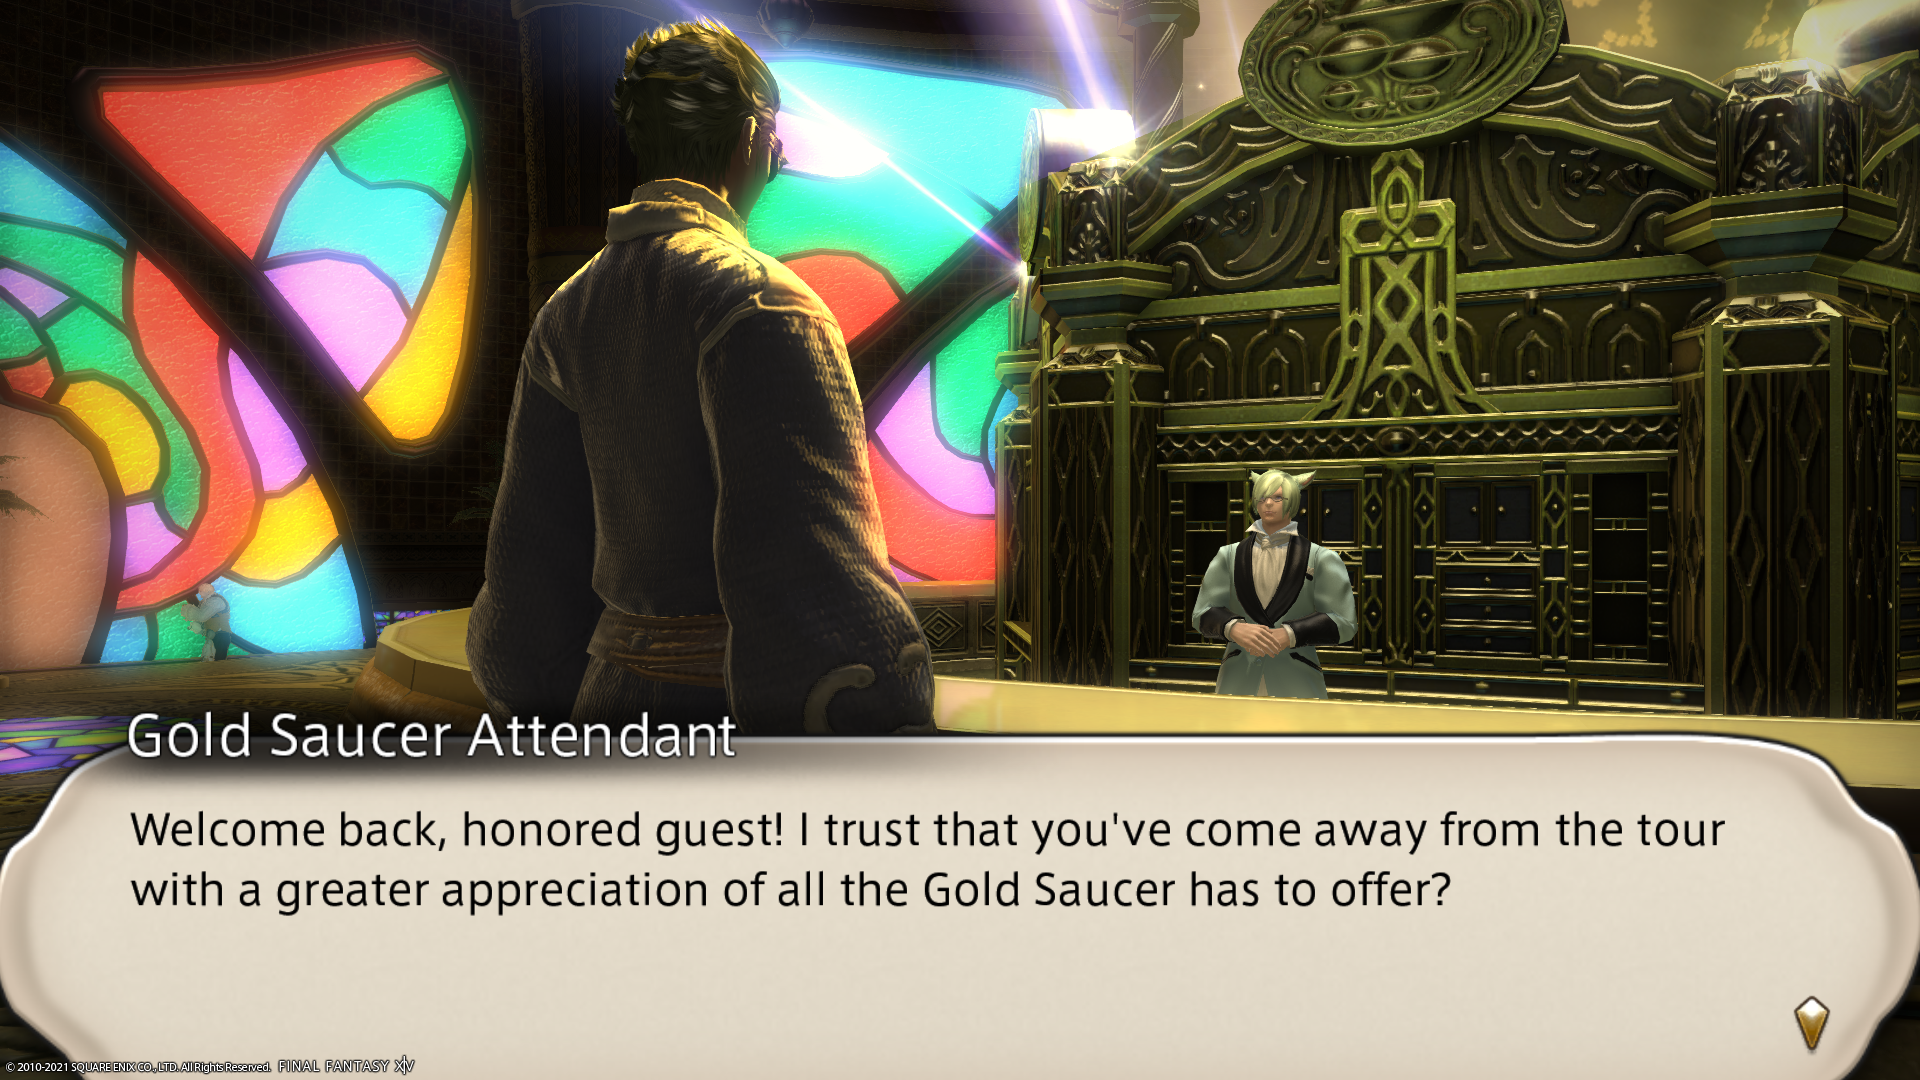 Gold Saucer Attendant
Welcome back, honored guest! I trust that you've come away from the tour
with a greater appreciation of all the Gold Saucer has to offer?
© 2010-2021 SQUARE ENIX CO., LTD. All Rights Reserved. FINAL FANTASY XIV